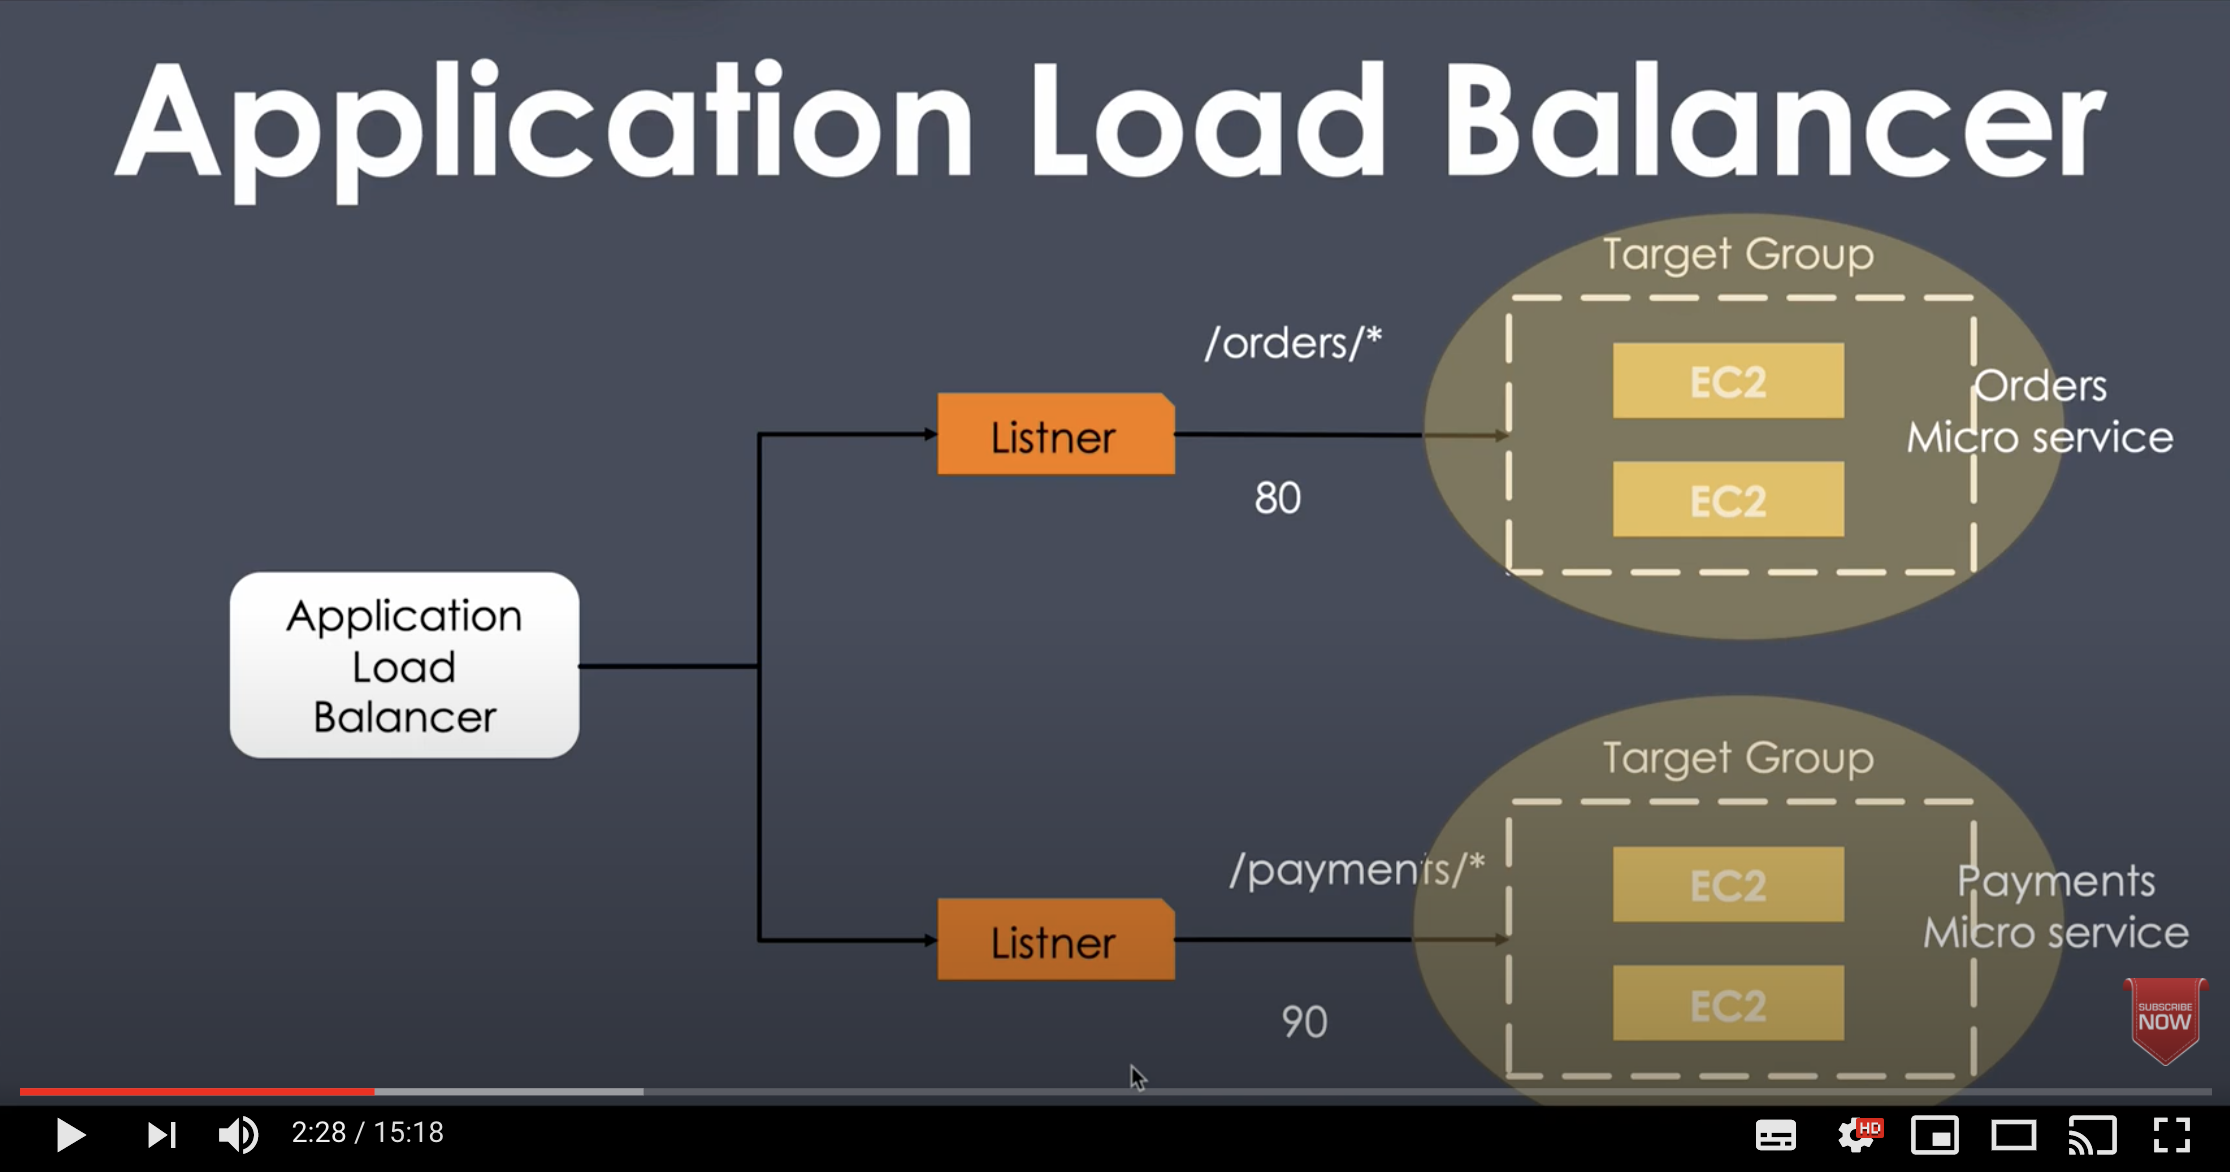 Application Load Balancer
Target Group
/orders/*
EC2
Orders
Listner
Micro service
80
EC2
Application
Load
Balancer
Target Group
/payments/*
EC2
Payments
Listner
Micro service
90
EC2
SUBSCRIBE
NOW
2:28 / 15:18
HD